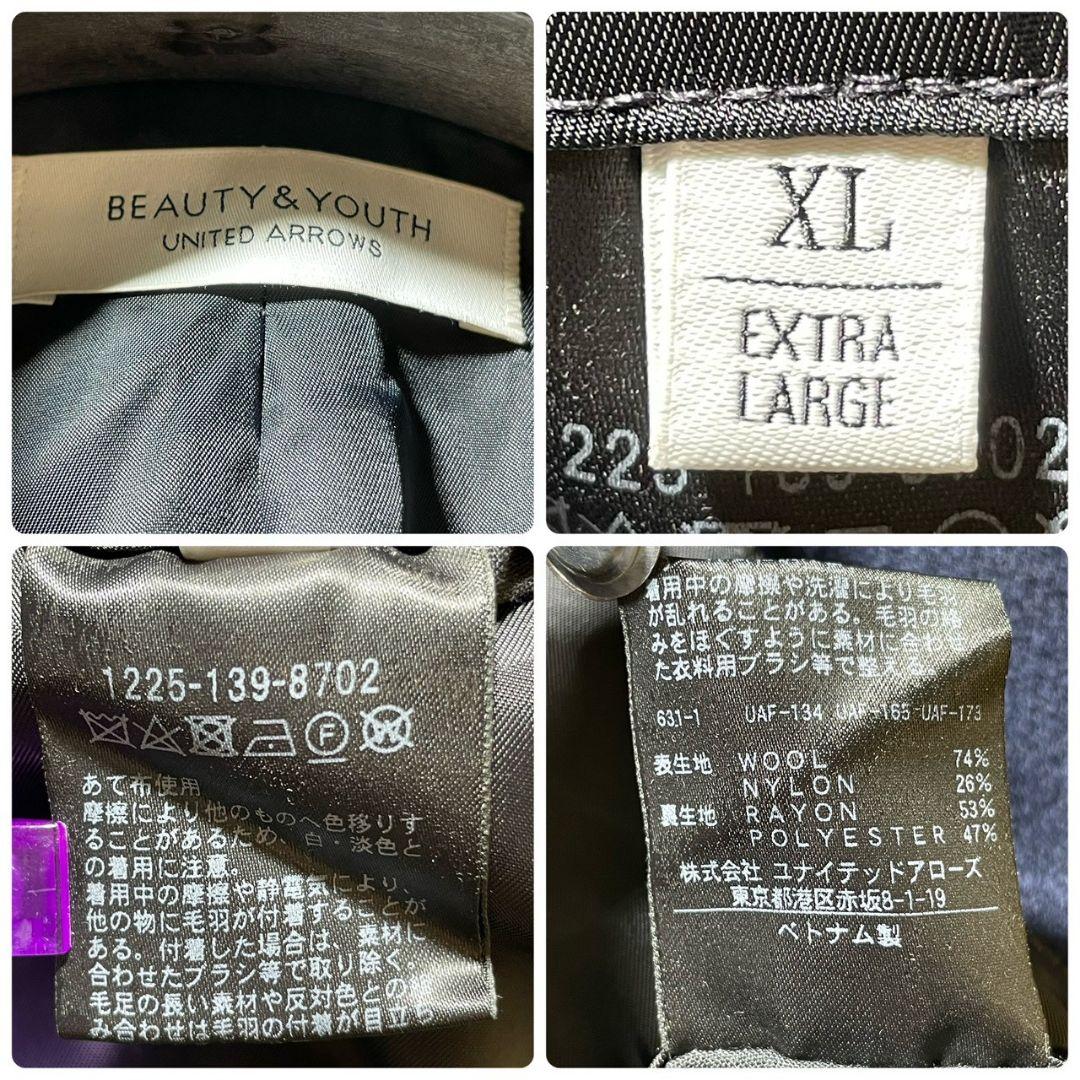 BEAUTY&YOUTH
UNITED ARROWS
XL
EXTRA
LARGE
1225-139-8702
あて布使用
摩擦により他のものへ色移りす
ることがあるため、白・淡色と
の着用に注意。
着用中の摩擦や静電気により、
他の物に毛羽が付着することが
ある。付着した場合は、素材に
合わせたブラシ等で取り除く。
毛足の長い素材や反対色との組
み合わせは毛羽の付着が目立
着用中の摩擦や洗濯により毛羽
が乱れることがある。毛羽の絡
みをほぐすように素材に合わ
た衣料用ブラシ等で整える
631-1 UAF-134 UAF-165 UAF-173
表生地 WOOL 74%
NYLON 26%
裏生地 RAYON 53%
POLYESTER 47%
株式会社 ユナイテッドアローズ
東京都港区赤坂8-1-19
ベトナム製